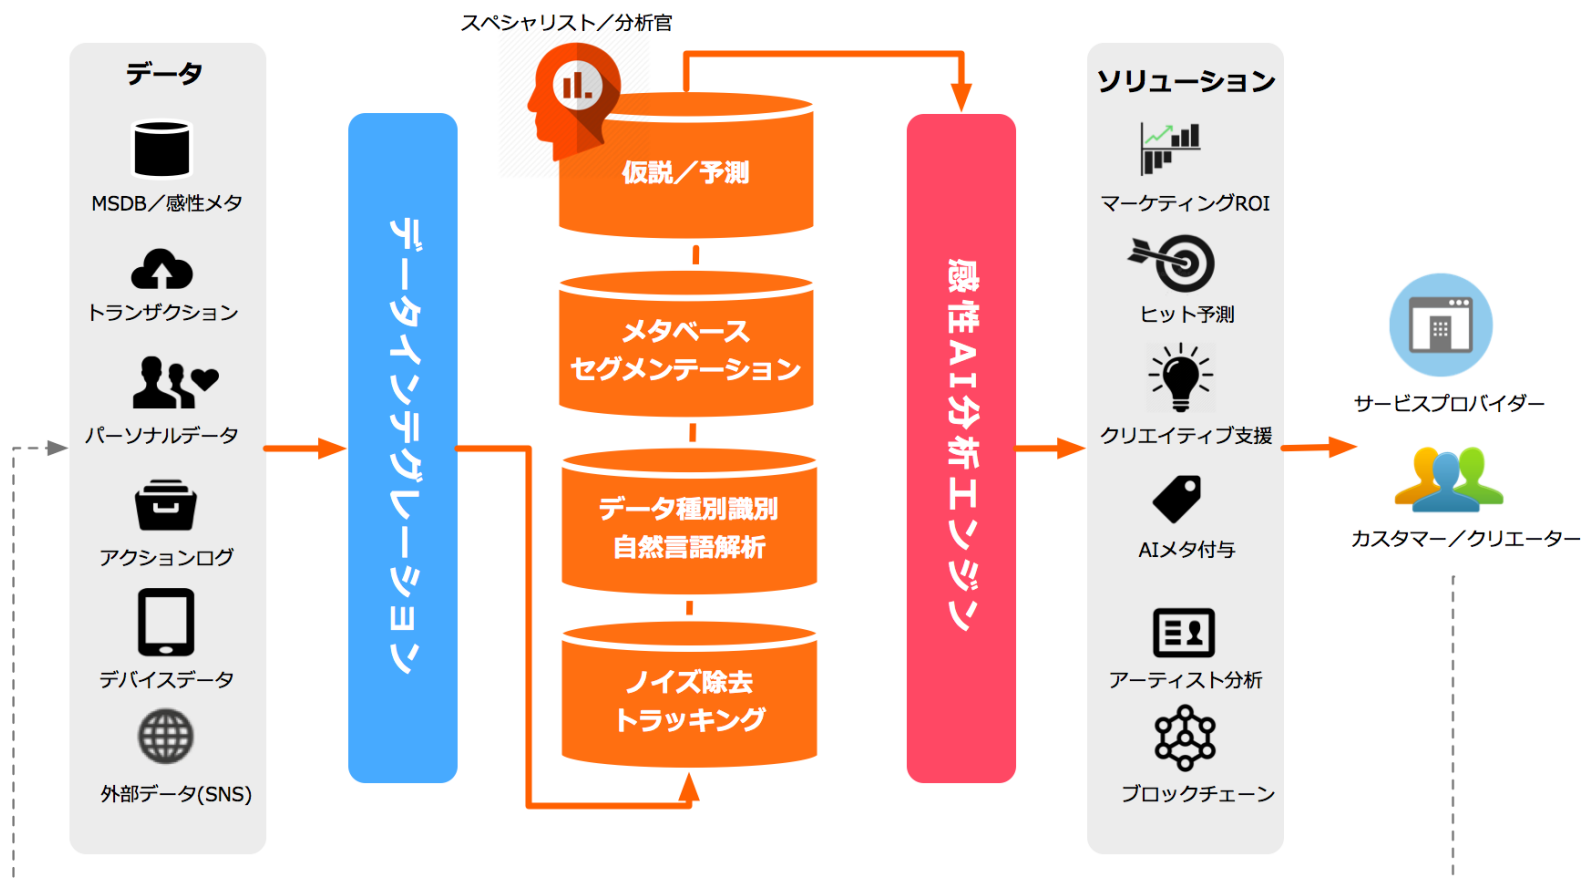 スペシャリスト／分析官
データ
MSDB／感性メタ
トランザクション
パーソナルデータ
アクションログ
デバイスデータ
外部データ(SNS)
データインテグレーション
仮説／予測
メタベース
セグメンテーション
データ種別識別
自然言語解析
ノイズ除去
トラッキング
感性AI分析エンジン
ソリューション
マーケティングROI
ヒット予測
クリエイティブ支援
AIメタ付与
アーティスト分析
ブロックチェーン
サービスプロバイダー
カスタマー／クリエーター